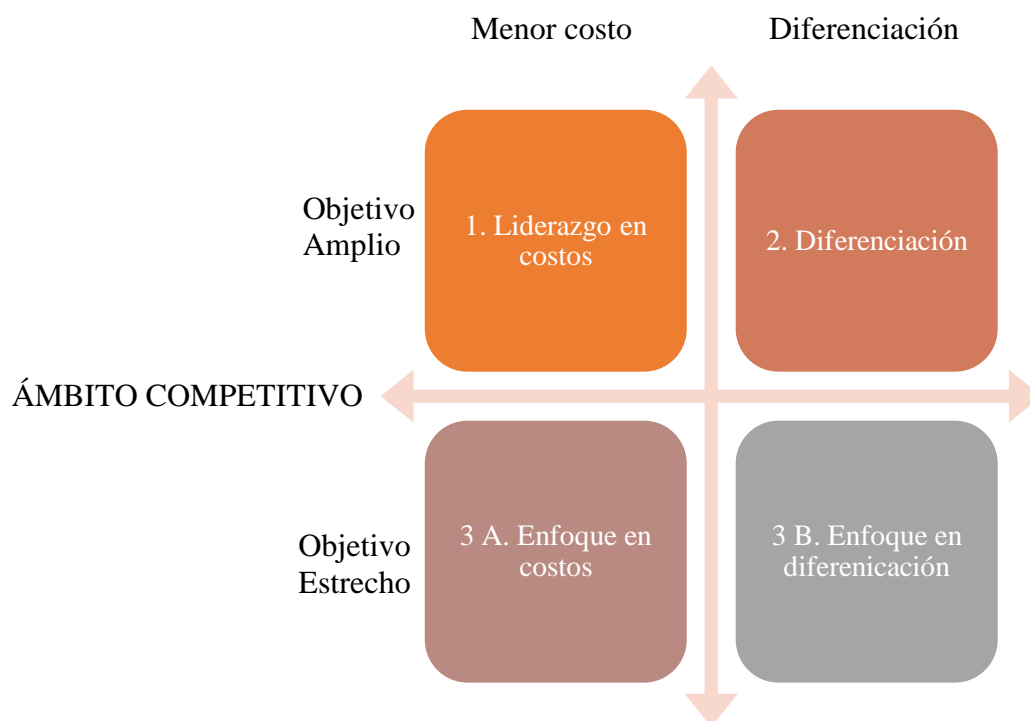 Menor costo
Diferenciación
Objetivo
Amplio
1. Liderazgo en
costos
2. Diferenciación
ÁMBITO COMPETITIVO
Objetivo
Estrecho
3 A. Enfoque en
costos
3 B. Enfoque en
diferenicación